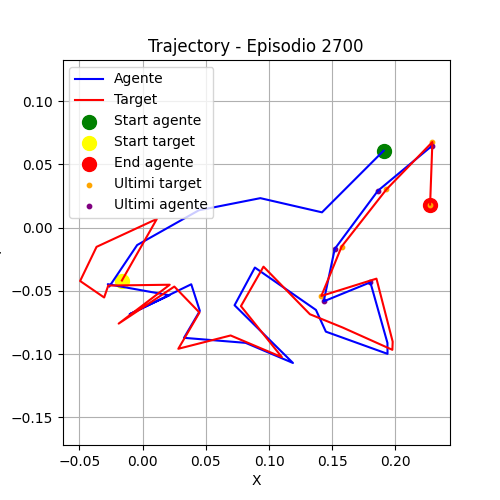 Trajectory - Episodio 2700
Agente
Target
Start agente
Start target
End agente
Ultimi target
Ultimi agente
0.10
0.05
0.00
−0.05
−0.10
−0.15
−0.05
0.00
0.05
0.10
0.15
0.20
X